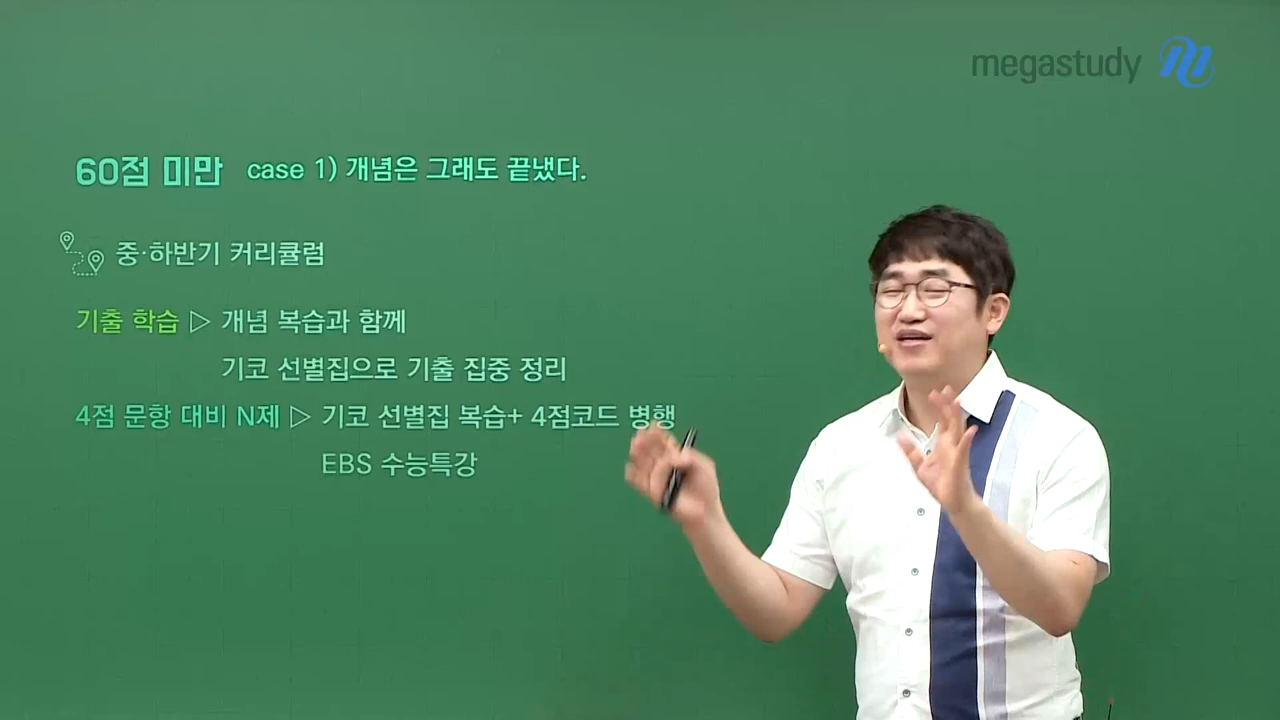 megastudy
60점 미만 case 1) 개념은 그래도 끝냈다.
중·하반기 커리큘럼
기출 학습 ▷ 개념 복습과 함께
기코 선별집으로 기출 집중 정리
4점 문항 대비 N제 ▷ 기코 선별집 복습+ 4점코드 병행
EBS 수능특강